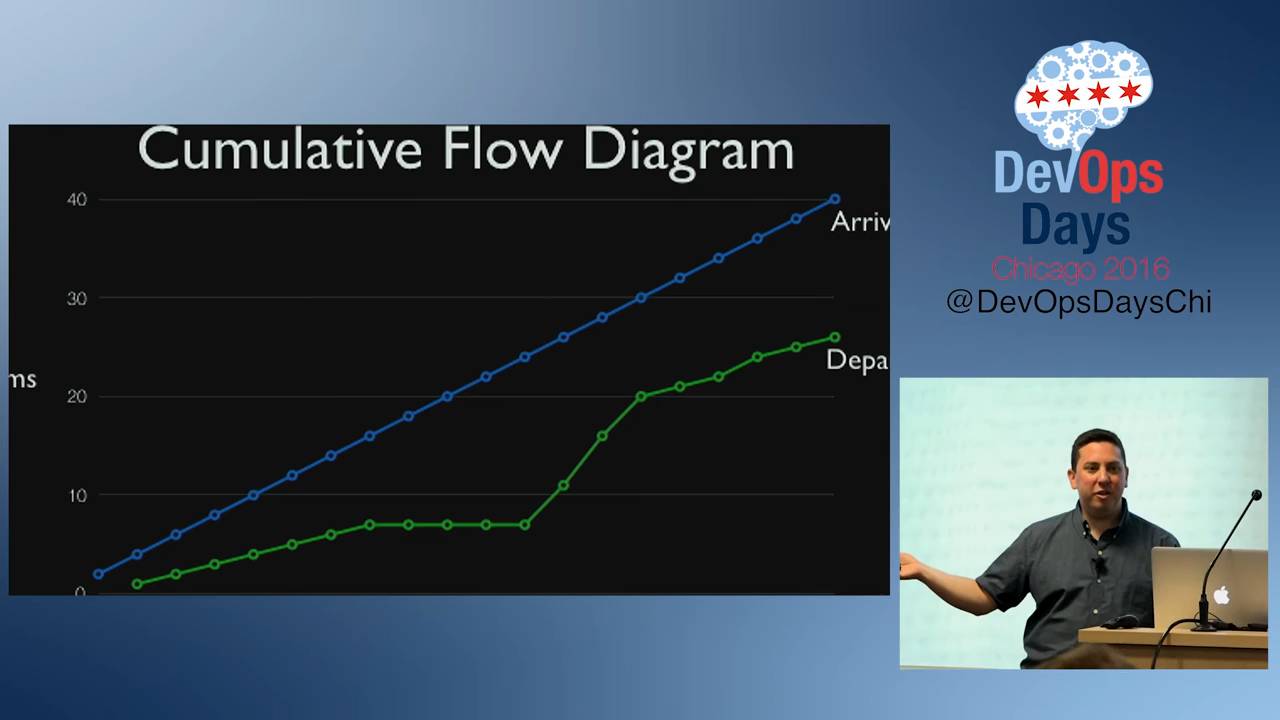 Cumulative Flow Diagram
40
30
20
10
0
ms
Arriv
Depa
DevOps
Days
Chicago 2016
@DevOpsDaysChi